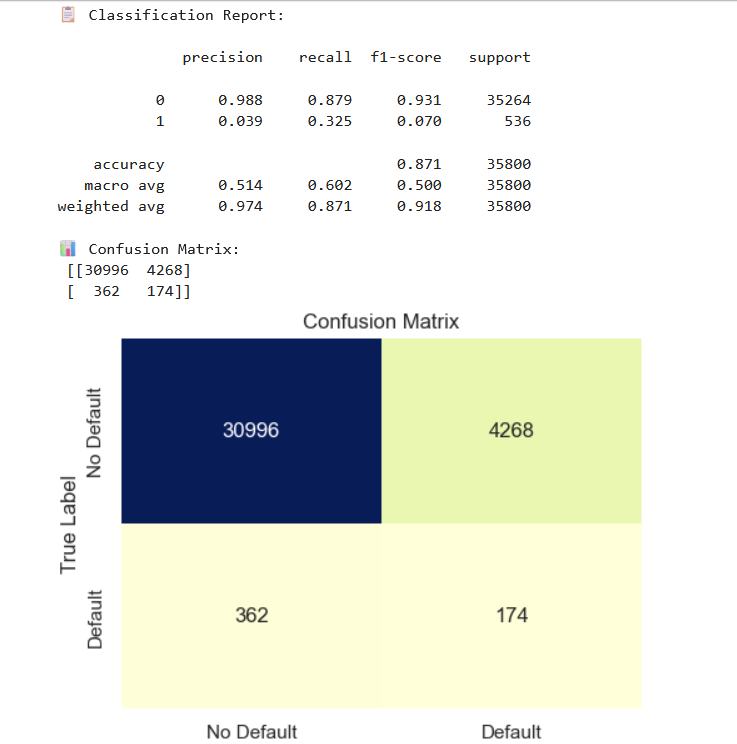 📋 Classification Report:
precision recall f1-score support
0 0.988 0.879 0.931 35264
1 0.039 0.325 0.070 536
accuracy 0.871 35800
macro avg 0.514 0.602 0.500 35800
weighted avg 0.974 0.871 0.918 35800
📊 Confusion Matrix:
[[30996 4268]
[ 362 174]]
Confusion Matrix
True Label
No Default
30996 4268
Default
362 174
No Default Default